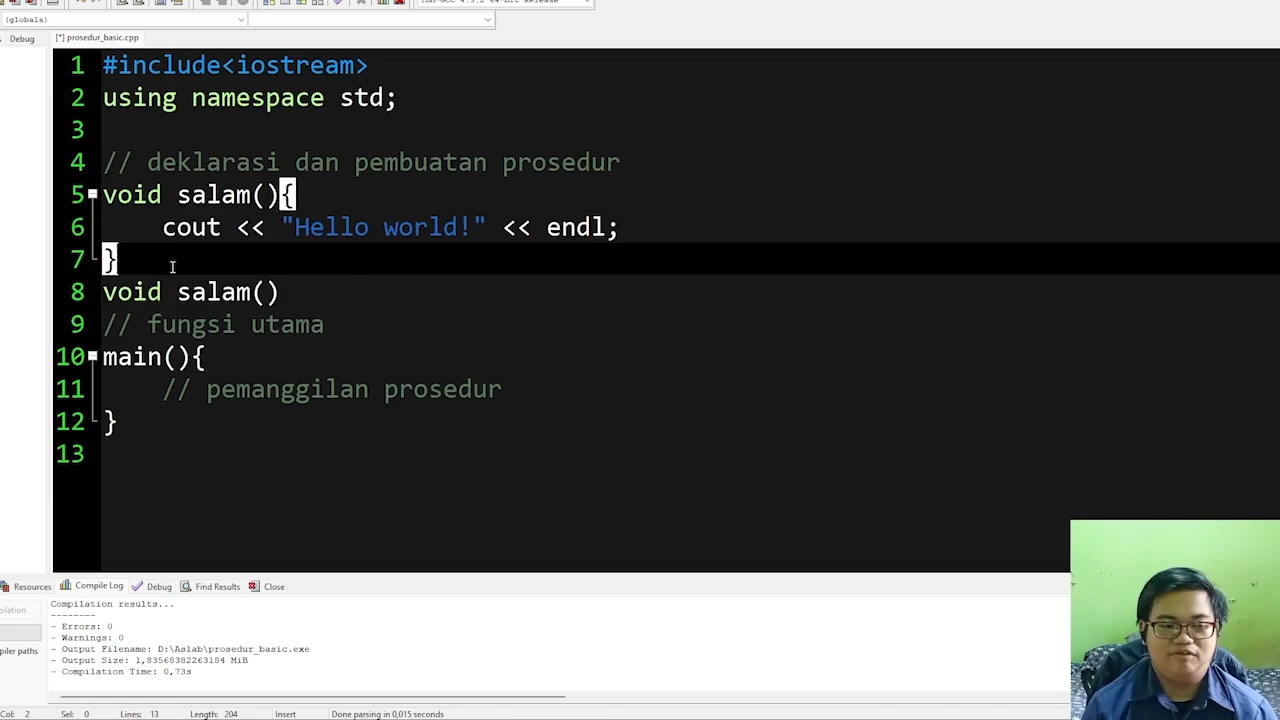 (globals)
Debug
[*] prosedur_basic.cpp
1 #include<iostream>
2 using namespace std;
3
4 // deklarasi dan pembuatan prosedur
5 void salam(){
6 cout << "Hello world!" << endl;
7 }
8 void salam()
9 // fungsi utama
10 main(){
11 // pemanggilan prosedur
12 }
13
Resources Compile Log Debug Find Results Close
Compilation results...
--------
- Errors: 0
- Warnings: 0
- Output Filename: D:\Aslab\prosedur_basic.exe
- Output Size: 1,83568382263184 MiB
- Compilation Time: 0,73s
Col: 2 Sel: 0 Lines: 13 Length: 204 Insert Done parsing in 0,015 seconds